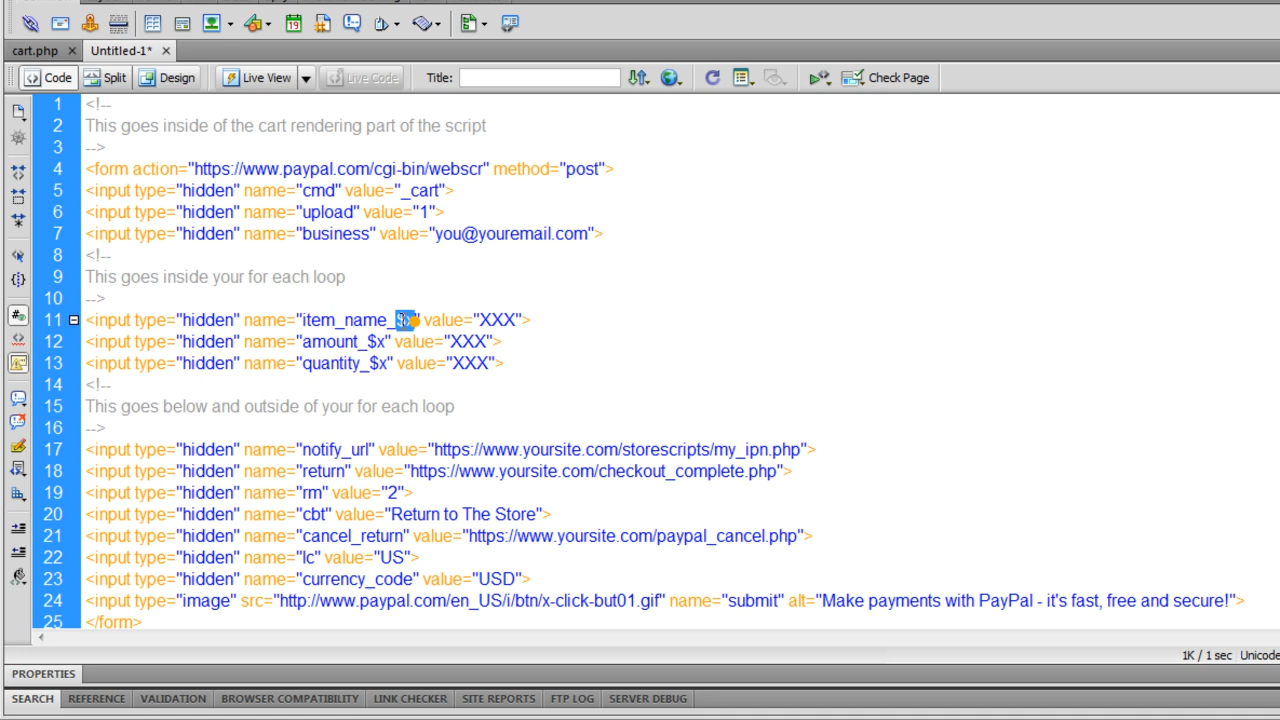 cart.php
Untitled-1*
Code Split Design Live View Live Code Title: Check Page
1 <!--
2 This goes inside of the cart rendering part of the script
3 -->
4 <form action="https://www.paypal.com/cgi-bin/webscr" method="post">
5 <input type="hidden" name="cmd" value="_cart">
6 <input type="hidden" name="upload" value="1">
7 <input type="hidden" name="business" value="you@youremail.com">
8 <!--
9 This goes inside your for each loop
10 -->
11 <input type="hidden" name="item_name_ value="XXX">
12 <input type="hidden" name="amount_$x" value="XXX">
13 <input type="hidden" name="quantity_$x" value="XXX">
14 <!--
15 This goes below and outside of your for each loop
16 -->
17 <input type="hidden" name="notify_url" value="https://www.yoursite.com/storescripts/my_ipn.php">
18 <input type="hidden" name="return" value="https://www.yoursite.com/checkout_complete.php">
19 <input type="hidden" name="rm" value="2">
20 <input type="hidden" name="cbt" value="Return to The Store">
21 <input type="hidden" name="cancel_return" value="https://www.yoursite.com/paypal_cancel.php">
22 <input type="hidden" name="lc" value="US">
23 <input type="hidden" name="currency_code" value="USD">
24 <input type="image" src="http://www.paypal.com/en_US/i/btn/x-click-but01.gif" name="submit" alt="Make payments with PayPal - it's fast, free and secure!">
25 </form>
1K / 1 sec Unicode
PROPERTIES
SEARCH REFERENCE VALIDATION BROWSER COMPATIBILITY LINK CHECKER SITE REPORTS FTP LOG SERVER DEBUG